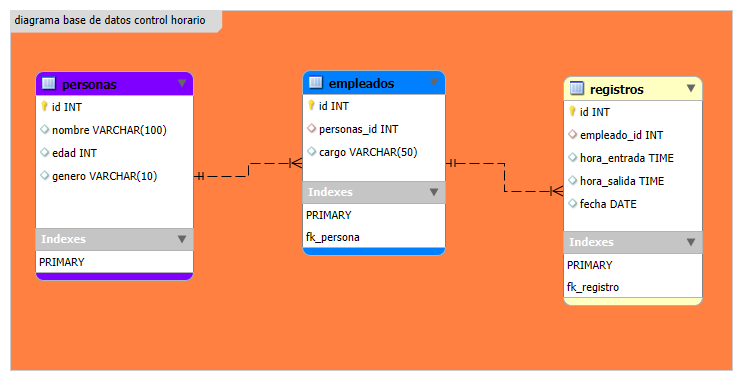 diagrama base de datos control horario
personas
id INT
nombre VARCHAR(100)
edad INT
genero VARCHAR(10)
Indexes
PRIMARY
empleados
id INT
personas_id INT
cargo VARCHAR(50)
Indexes
PRIMARY
fk_persona
registros
id INT
empleado_id INT
hora_entrada TIME
hora_salida TIME
fecha DATE
Indexes
PRIMARY
fk_registro